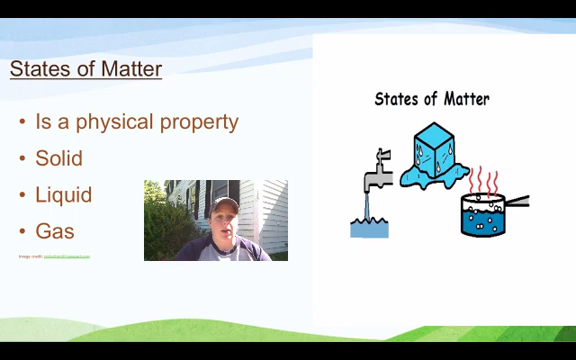 States of Matter
• Is a physical property
• Solid
• Liquid
• Gas
States of Matter